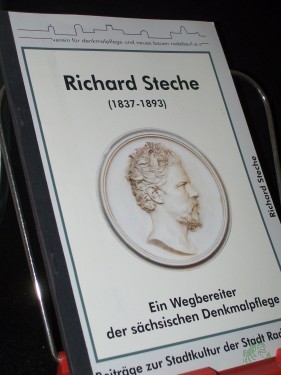 verein für denkmalpflege und neues bauen radebeul e.v.
Richard Steche
(1837-1893)
Ein Wegbereiter
der sächsischen Denkmalpflege
Beiträge zur Stadtkultur der Stadt Rad
Richard Steche